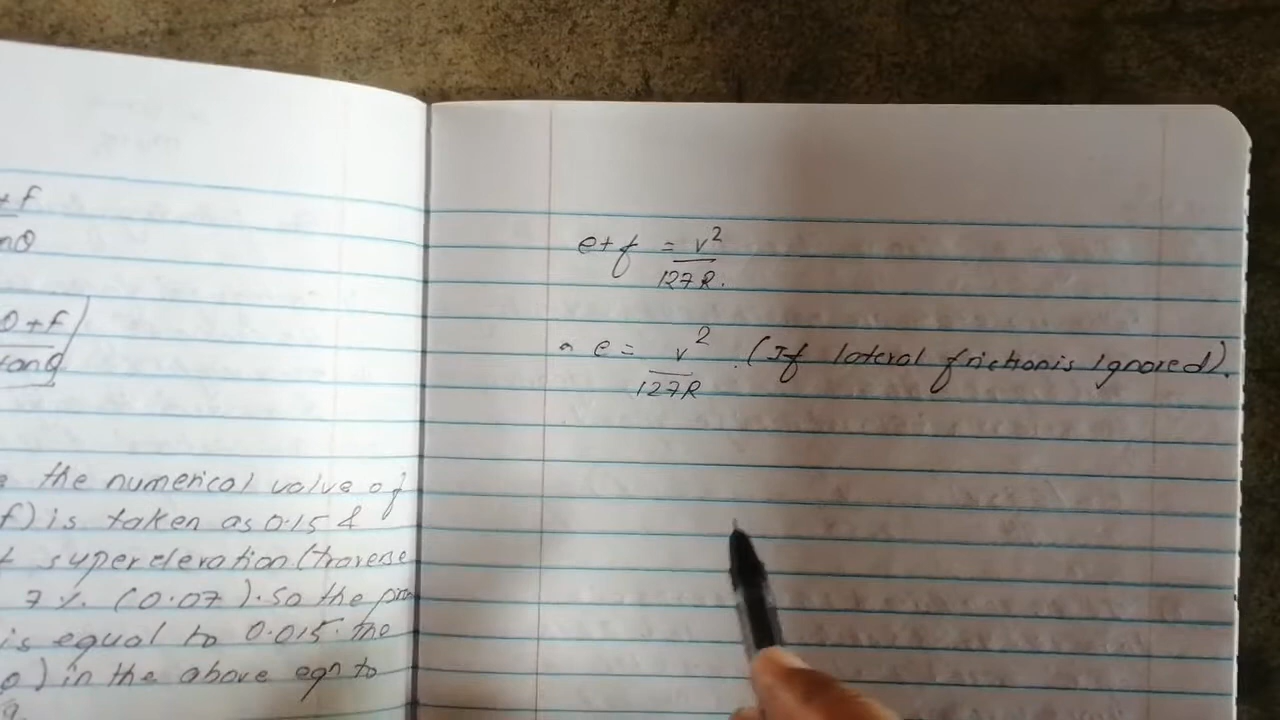 +f
nθ
θ+f
tanθ
the numerical value of
f) is taken as 0.15 &
superelevation (traverse
7 %. (0.07). So the pro
is equal to 0.015. the
θ) in the above eqn to
e+f = v²
127R.
e = v² . (If lateral friction is ignored).
127R